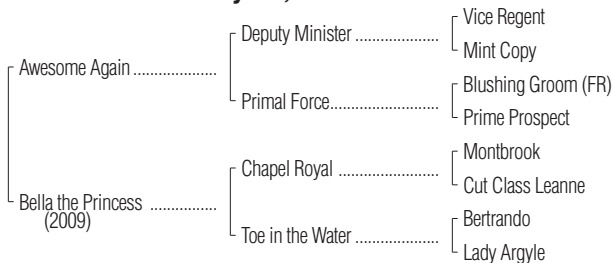 Vice Regent
Deputy Minister ...................
Mint Copy
Awesome Again ...................
Blushing Groom (FR)
Primal Force.........................
Prime Prospect
Montbrook
Chapel Royal .......................
Cut Class Leanne
Bella the Princess ...............
(2009)
Bertrando
Toe in the Water ...................
Lady Argyle